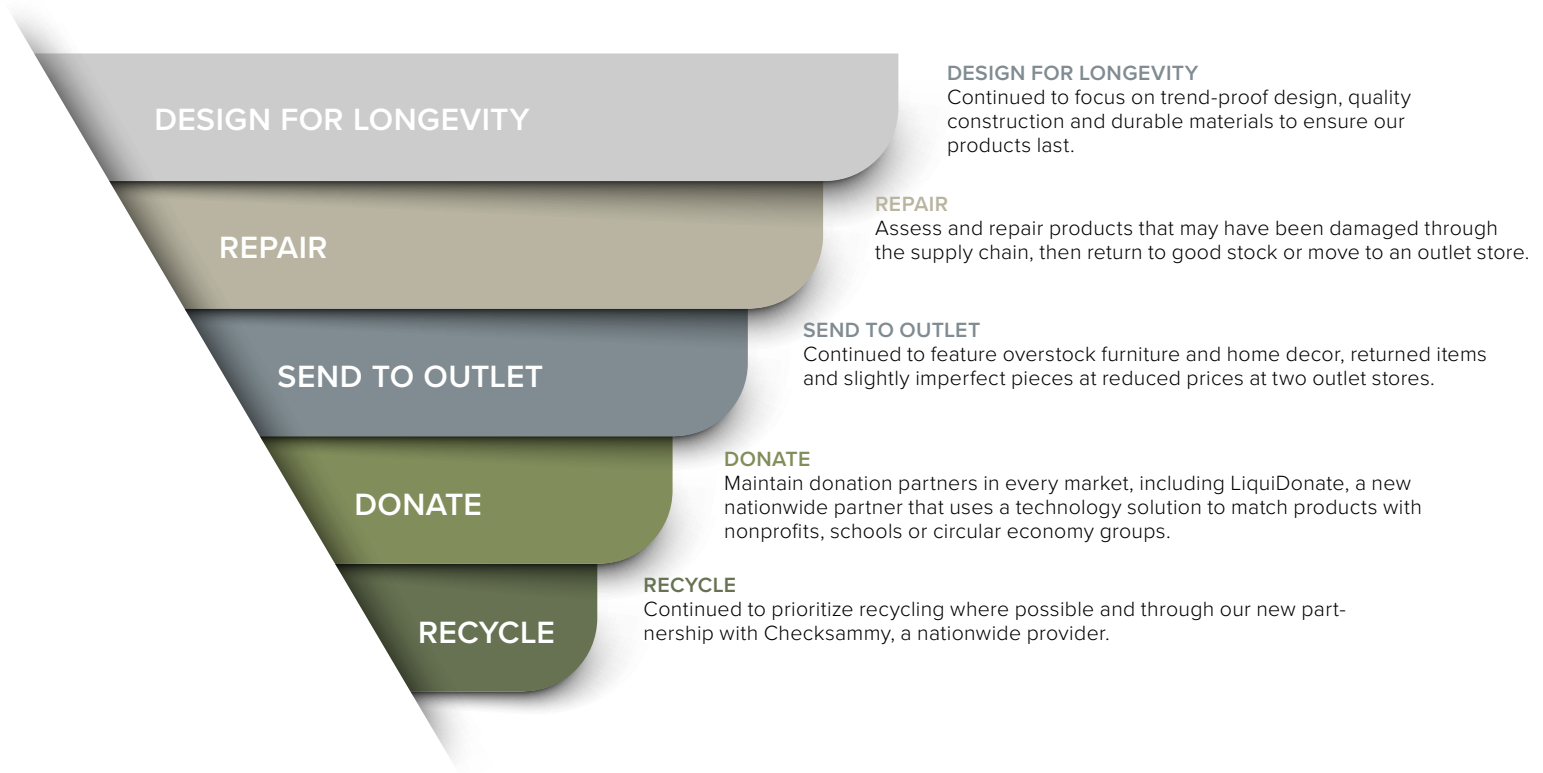 DESIGN FOR LONGEVITY
DESIGN FOR LONGEVITY
Continued to focus on trend-proof design, quality
construction and durable materials to ensure our
products last.
REPAIR
REPAIR
Assess and repair products that may have been damaged through
the supply chain, then return to good stock or move to an outlet store.
SEND TO OUTLET
SEND TO OUTLET
Continued to feature overstock furniture and home decor, returned items
and slightly imperfect pieces at reduced prices at two outlet stores.
DONATE
DONATE
Maintain donation partners in every market, including LiquiDonate, a new
nationwide partner that uses a technology solution to match products with
nonprofits, schools or circular economy groups.
RECYCLE
RECYCLE
Continued to prioritize recycling where possible and through our new part-
nership with Checksammy, a nationwide provider.